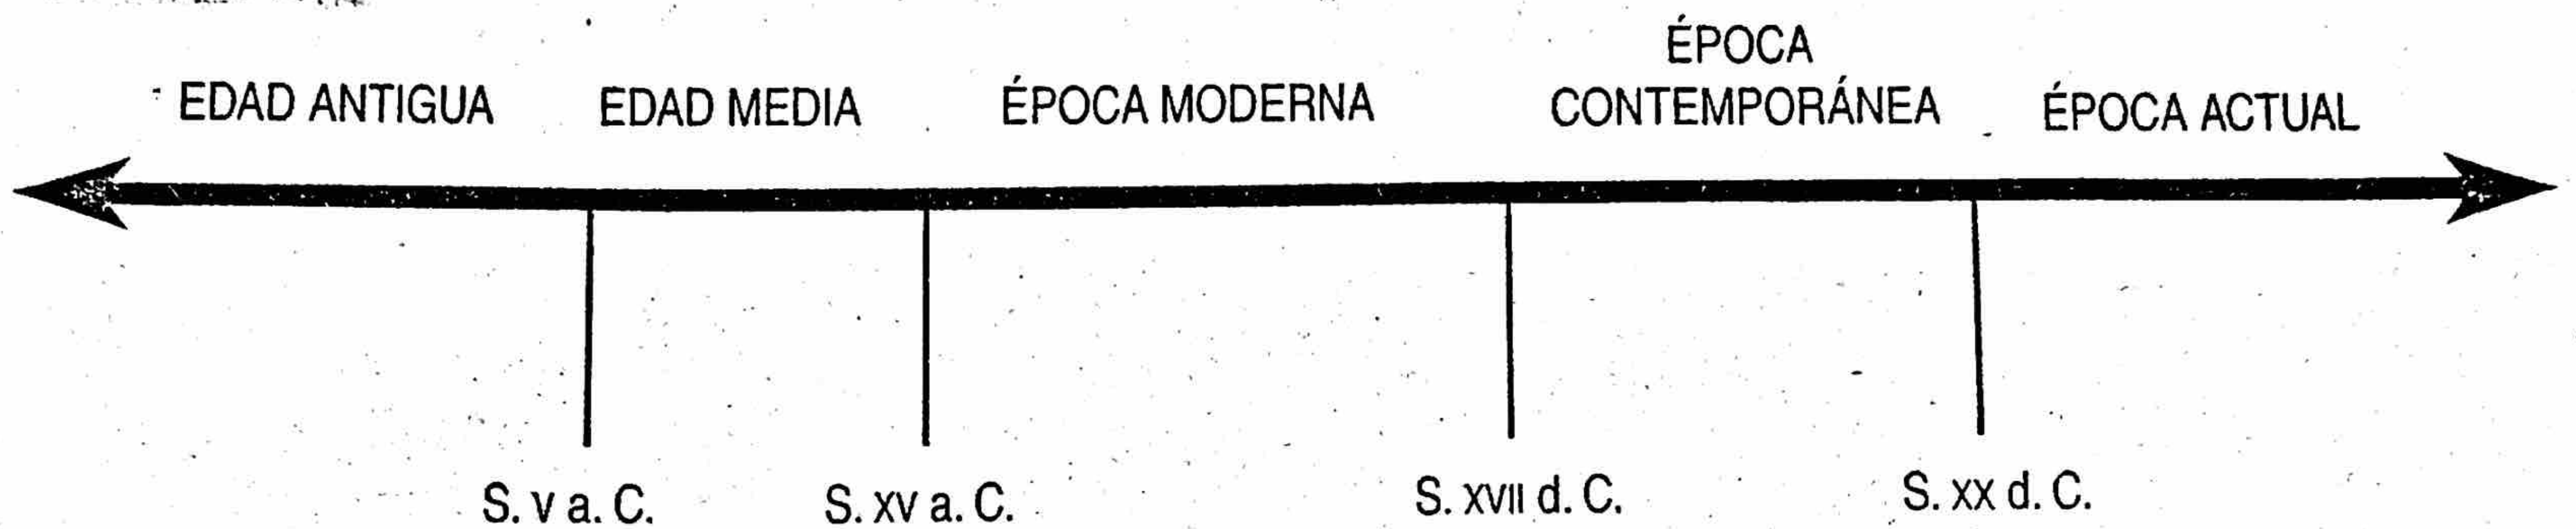 EDAD ANTIGUA
EDAD MEDIA
ÉPOCA MODERNA
ÉPOCA
CONTEMPORÁNEA
ÉPOCA ACTUAL
S. V a. C.
S. XV a. C.
S. XVII d. C.
S. XX d. C.